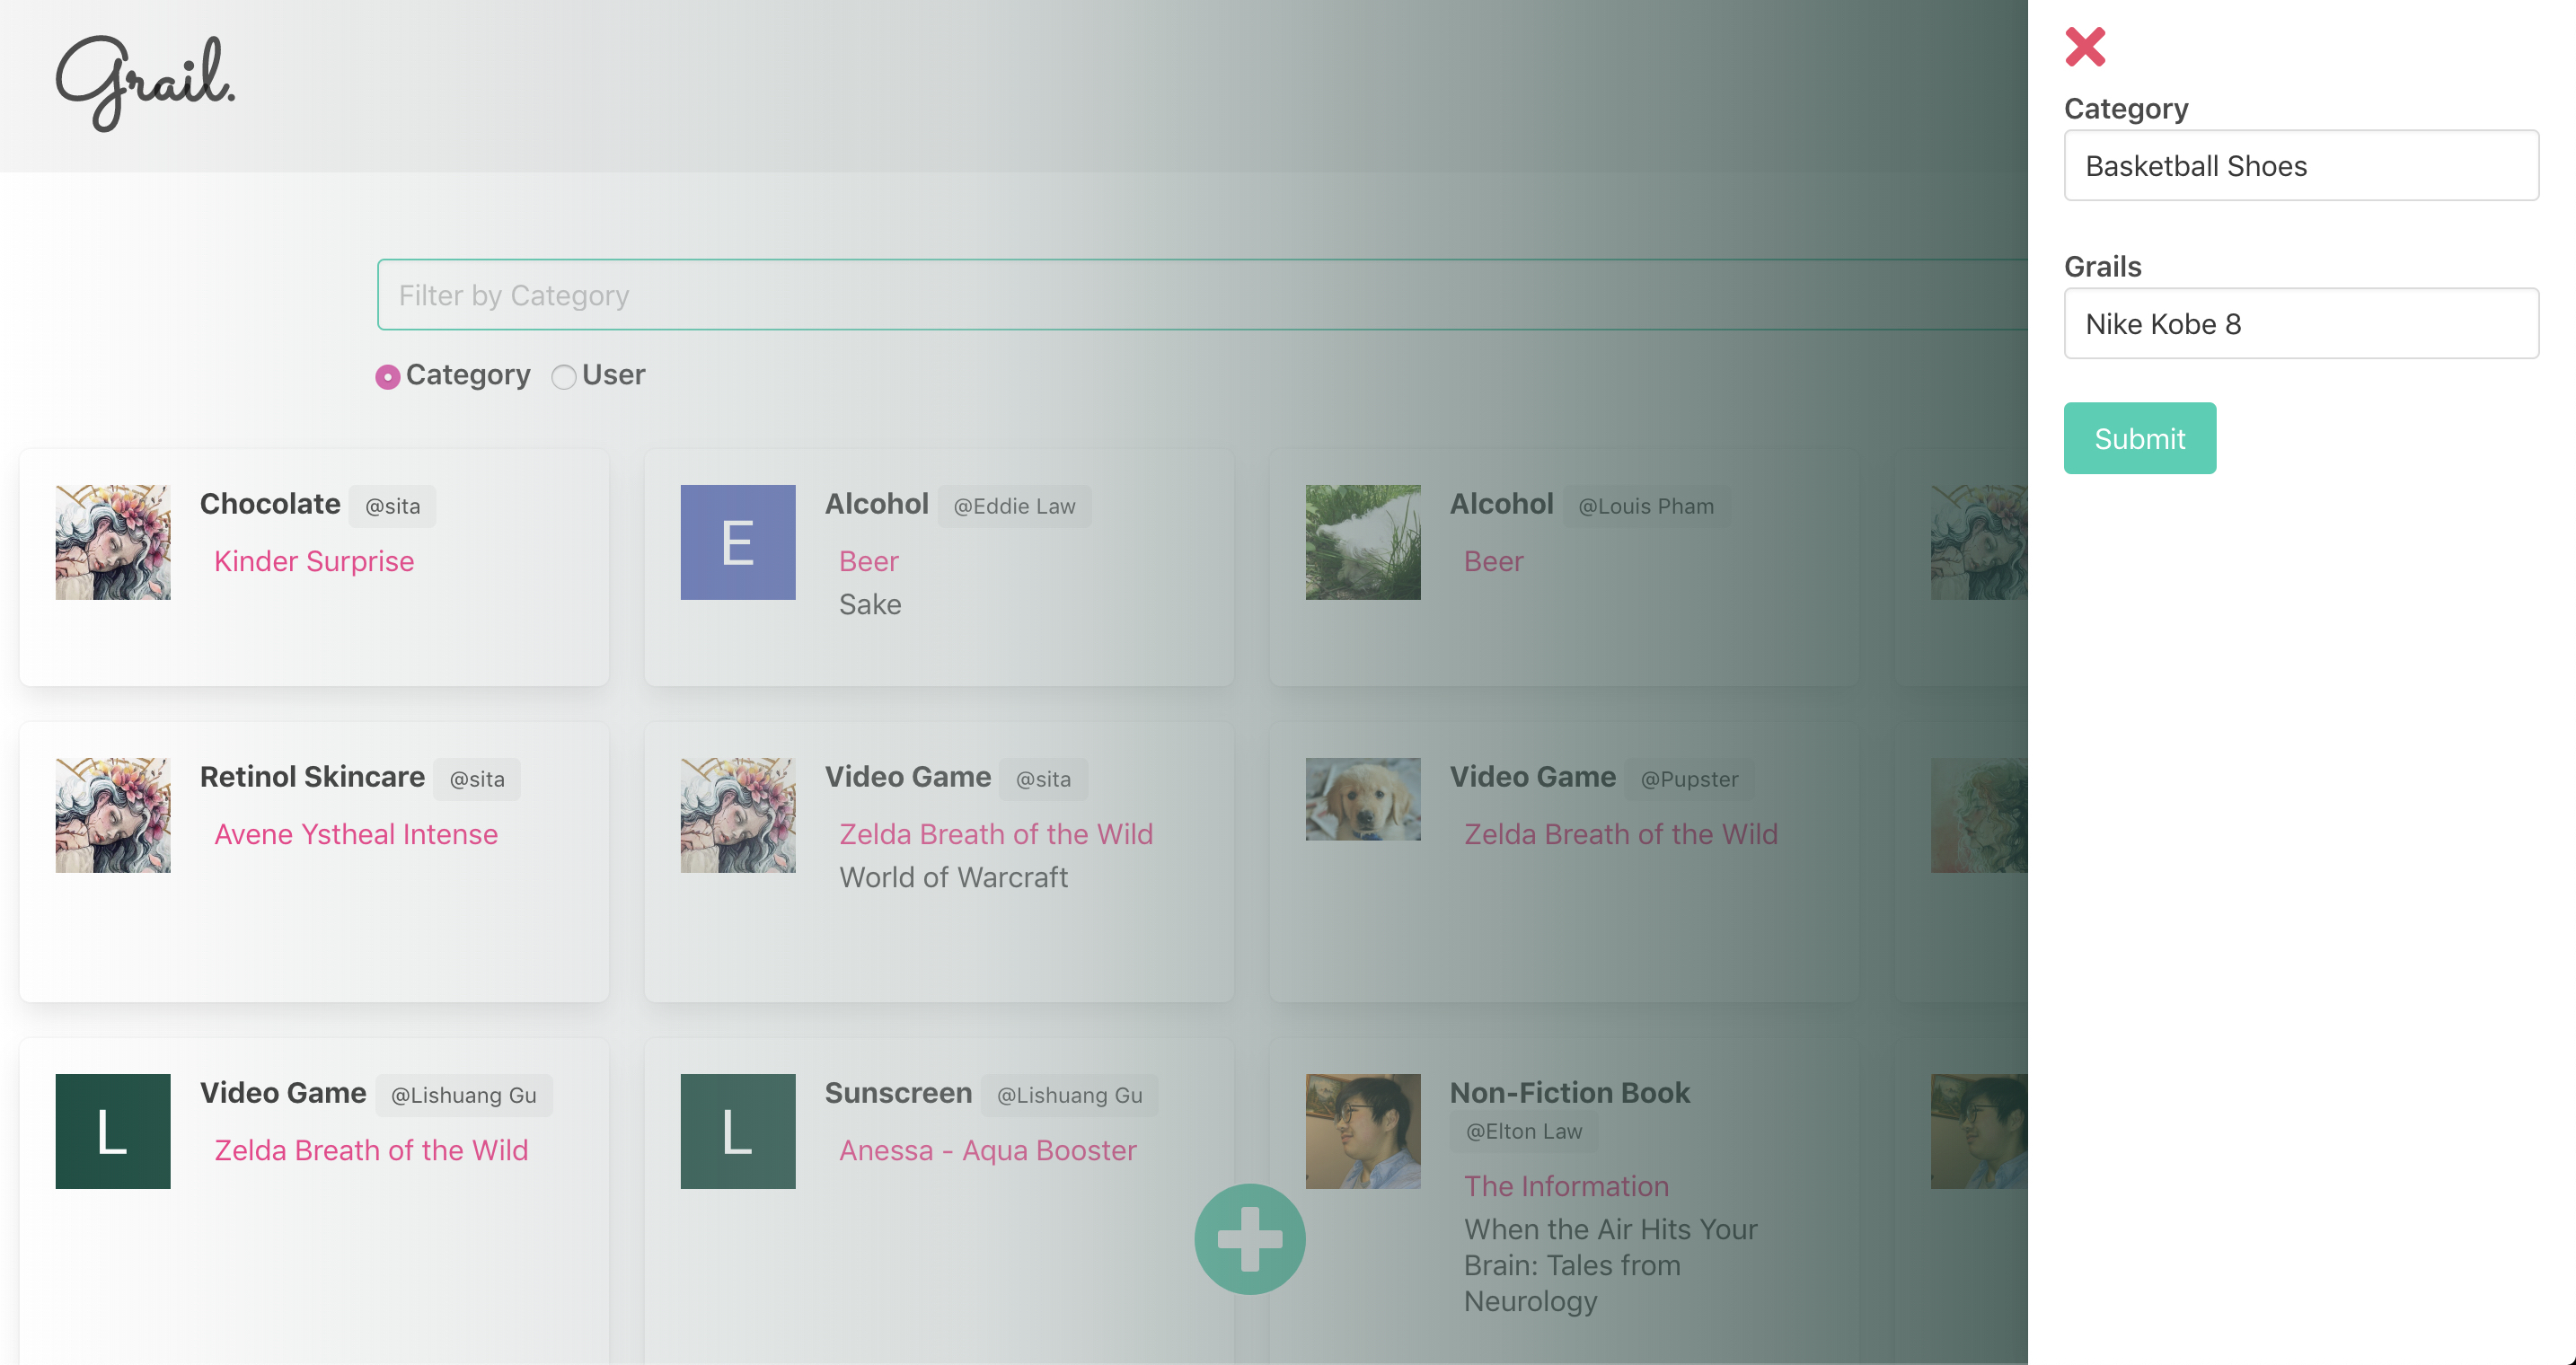 Grail.
Filter by Category
Category
User
Chocolate @sita
Kinder Surprise
E
Alcohol @Eddie Law
Beer
Sake
Alcohol @Louis Pham
Beer
Retinol Skincare @sita
Avene Ystheal Intense
Video Game @sita
Zelda Breath of the Wild
World of Warcraft
Video Game @Pupster
Zelda Breath of the Wild
L
Video Game @Lishuang Gu
Zelda Breath of the Wild
L
Sunscreen @Lishuang Gu
Anessa - Aqua Booster
Non-Fiction Book
@Elton Law
The Information
When the Air Hits Your
Brain: Tales from
Neurology
Category
Basketball Shoes
Grails
Nike Kobe 8
Submit